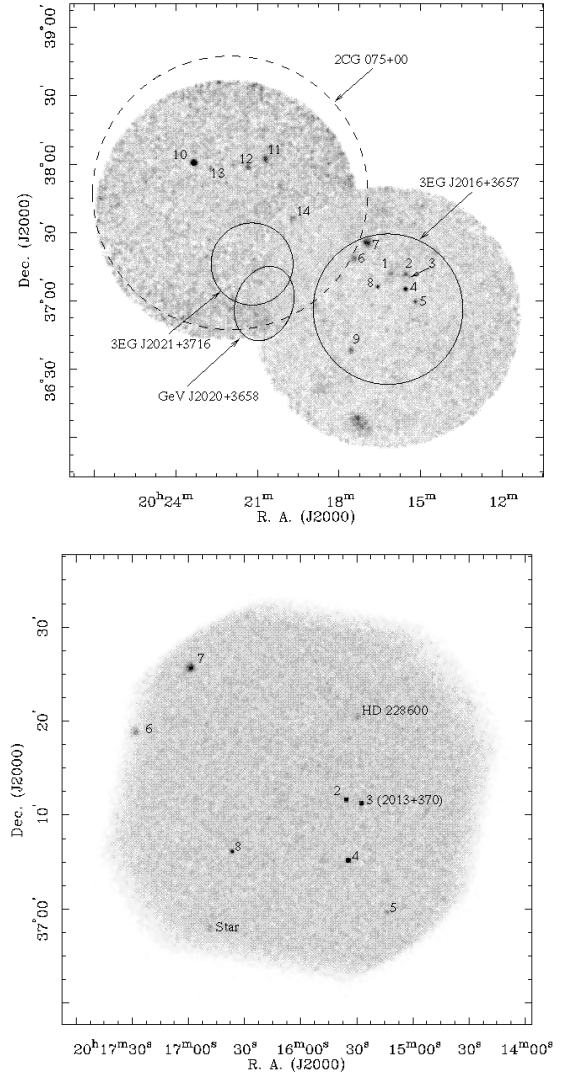 39°00'
30'
38°00'
30'
37°00'
36°30'
Dec. (J2000)
2CG 075+00
3EG J2016+3657
10
13
12
11
14
7
6
1
2
3
8
4
5
9
3EG J2021+3716
GeV J2020+3658
20ʰ24ᵐ
21ᵐ
18ᵐ
15ᵐ
12ᵐ
R. A. (J2000)
30'
20'
10'
37°00'
Dec. (J2000)
7
HD 228600
6
2
3 (2013+370)
8
4
5
Star
20ʰ17ᵐ30ˢ
17ᵐ00ˢ
30ˢ
16ᵐ00ˢ
30ˢ
15ᵐ00ˢ
30ˢ
14ᵐ00ˢ
R. A. (J2000)